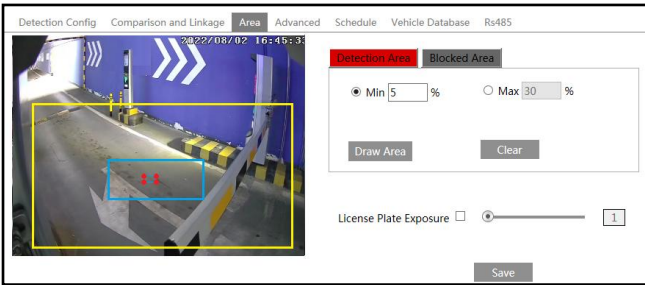 Detection Config Comparison and Linkage Area Advanced Schedule Vehicle Database Rs485
2022/08/02 16:45:33
Detection Area Blocked Area
Min 5 % Max 30 %
Draw Area Clear
License Plate Exposure 1
Save